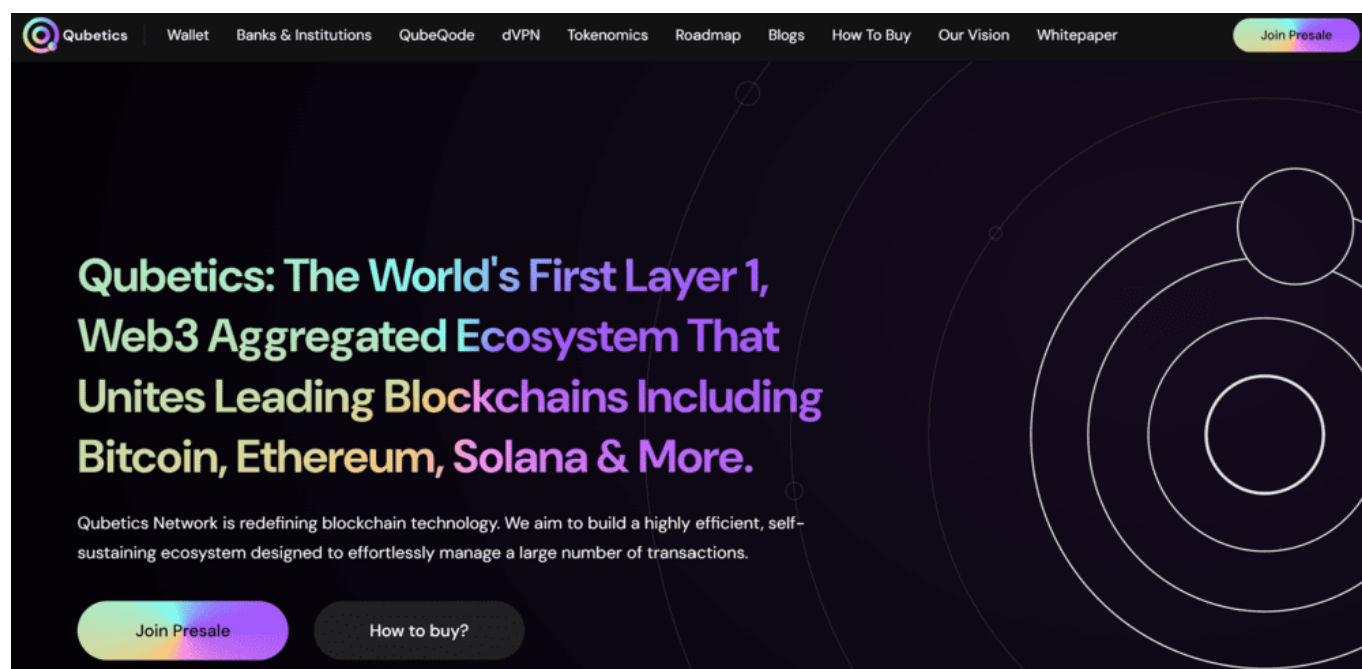 Qubetics Wallet Banks & Institutions QubeQode dVPN Tokenomics Roadmap Blogs How To Buy Our Vision Whitepaper Join Presale
Qubetics: The World's First Layer 1,
Web3 Aggregated Ecosystem That
Unites Leading Blockchains Including
Bitcoin, Ethereum, Solana & More.
Qubetics Network is redefining blockchain technology. We aim to build a highly efficient, self-
sustaining ecosystem designed to effortlessly manage a large number of transactions.
Join Presale How to buy?